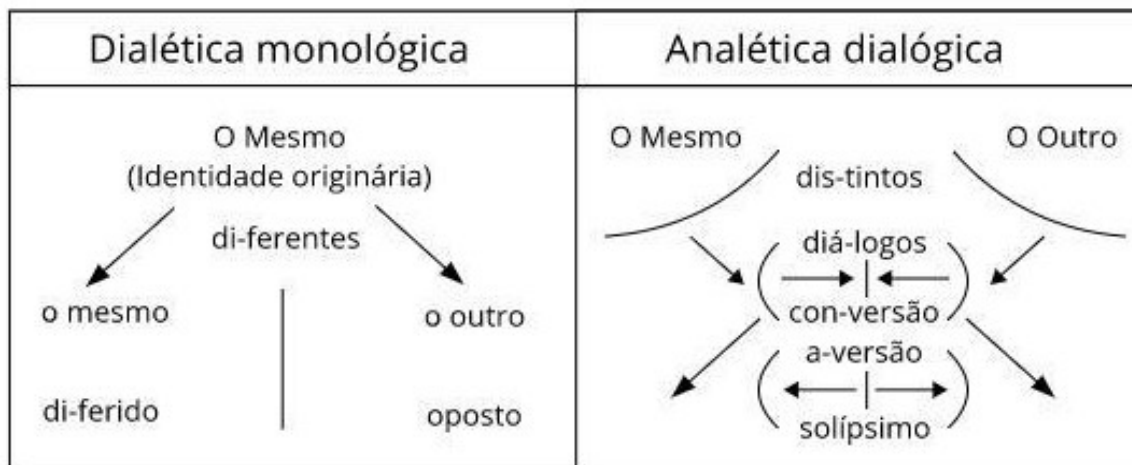 Dialética monológica
O Mesmo
(Identidade originária)
di-ferentes
o mesmo
o outro
di-ferido
oposto
Analética dialógica
O Mesmo
O Outro
dis-tintos
diá-logos
con-versão
a-versão
solípsimo